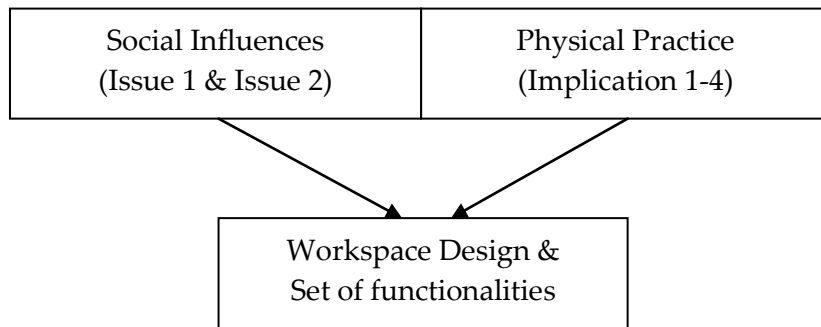 Social Influences
(Issue 1 & Issue 2)
Physical Practice
(Implication 1-4)
Workspace Design &
Set of functionalities